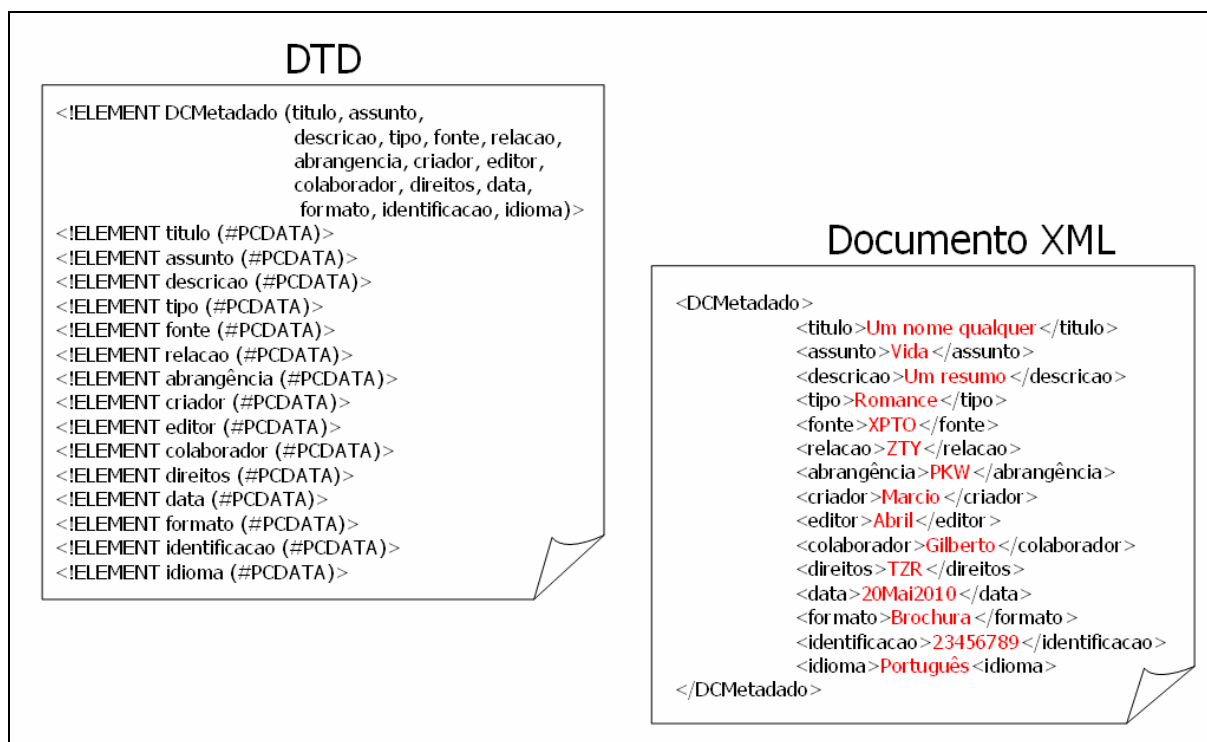 DTD
<!ELEMENT DCMetadado (titulo, assunto,
descricao, tipo, fonte, relacao,
abrangencia, criador, editor,
colaborador, direitos, data,
formato, identificacao, idioma)>
<!ELEMENT titulo (#PCDATA)>
<!ELEMENT assunto (#PCDATA)>
<!ELEMENT descricao (#PCDATA)>
<!ELEMENT tipo (#PCDATA)>
<!ELEMENT fonte (#PCDATA)>
<!ELEMENT relacao (#PCDATA)>
<!ELEMENT abrangência (#PCDATA)>
<!ELEMENT criador (#PCDATA)>
<!ELEMENT editor (#PCDATA)>
<!ELEMENT colaborador (#PCDATA)>
<!ELEMENT direitos (#PCDATA)>
<!ELEMENT data (#PCDATA)>
<!ELEMENT formato (#PCDATA)>
<!ELEMENT identificacao (#PCDATA)>
<!ELEMENT idioma (#PCDATA)>
Documento XML
<DCMetadado>
<titulo>Um nome qualquer</titulo>
<assunto>Vida</assunto>
<descricao>Um resumo</descricao>
<tipo>Romance</tipo>
<fonte>XPTO</fonte>
<relacao>ZTY</relacao>
<abrangência>PKW</abrangência>
<criador>Marcio</criador>
<editor>Abril</editor>
<colaborador>Gilberto</colaborador>
<direitos>TZR</direitos>
<data>20Mai2010</data>
<formato>Brochura</formato>
<identificacao>23456789</identificacao>
<idioma>Português<idioma>
</DCMetadado>